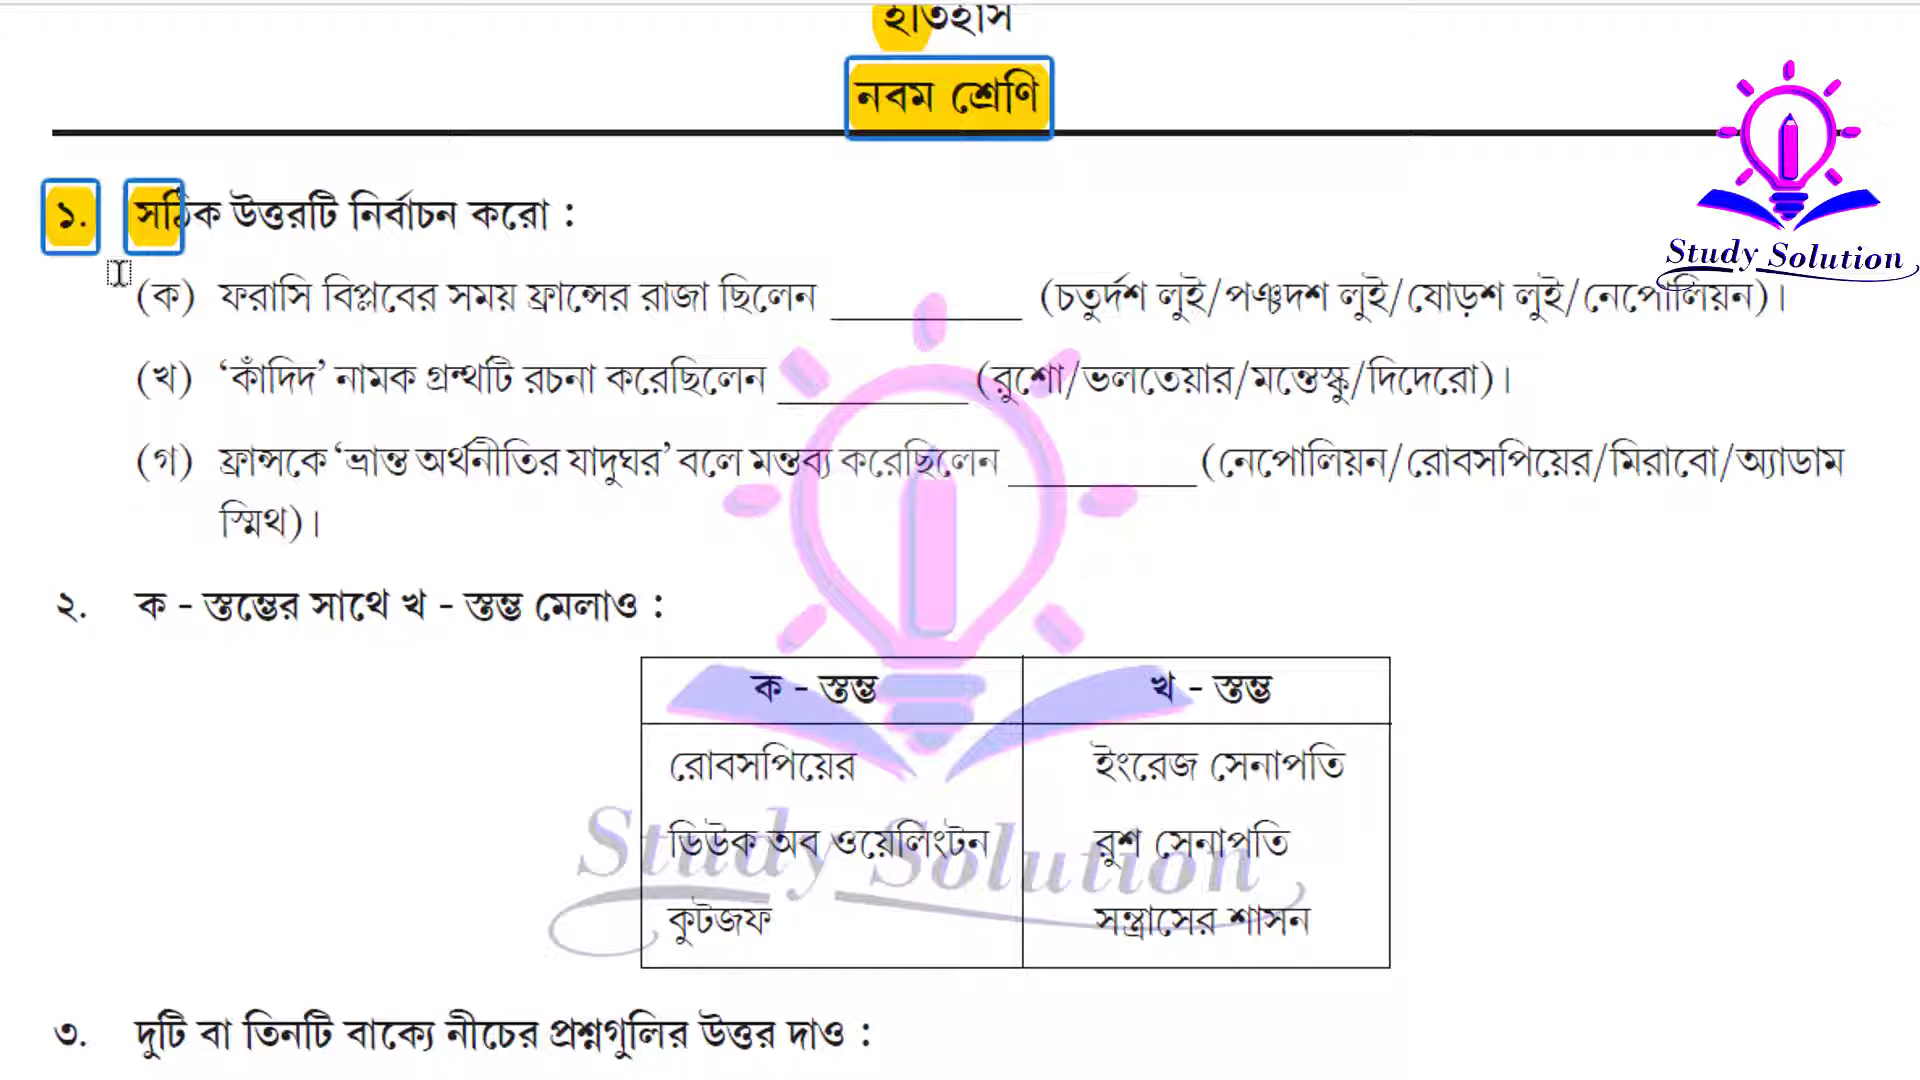 ইতিহাস
নবম শ্রেণি
Study Solution
১. সঠিক উত্তরটি নির্বাচন করো :
(ক) ফরাসি বিপ্লবের সময় ফ্রান্সের রাজা ছিলেন __________ (চতুর্দশ লুই/পঞ্চদশ লুই/ষোড়শ লুই/নেপোলিয়ন)।
(খ) ‘কাঁদিদ’ নামক গ্রন্থটি রচনা করেছিলেন __________ (রুশো/ভলতেয়ার/মন্তেস্কু/দিদেরো)।
(গ) ফ্রান্সকে ‘ভ্রান্ত অর্থনীতির যাদুঘর’ বলে মন্তব্য করেছিলেন __________ (নেপোলিয়ন/রোবসপিয়ের/মিরাবো/অ্যাডাম
স্মিথ)।
২. ক - স্তম্ভের সাথে খ - স্তম্ভ মেলাও :
ক - স্তম্ভ খ - স্তম্ভ
রোবসপিয়ের ইংরেজ সেনাপতি
ডিউক অব ওয়েলিংটন রুশ সেনাপতি
Study Solution
কুটজফ সন্ত্রাসের শাসন
৩. দুটি বা তিনটি বাক্যে নীচের প্রশ্নগুলির উত্তর দাও :